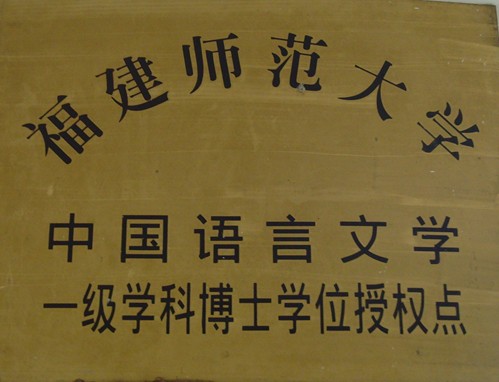 福建师范大学
中国语言文学
一级学科博士学位授权点